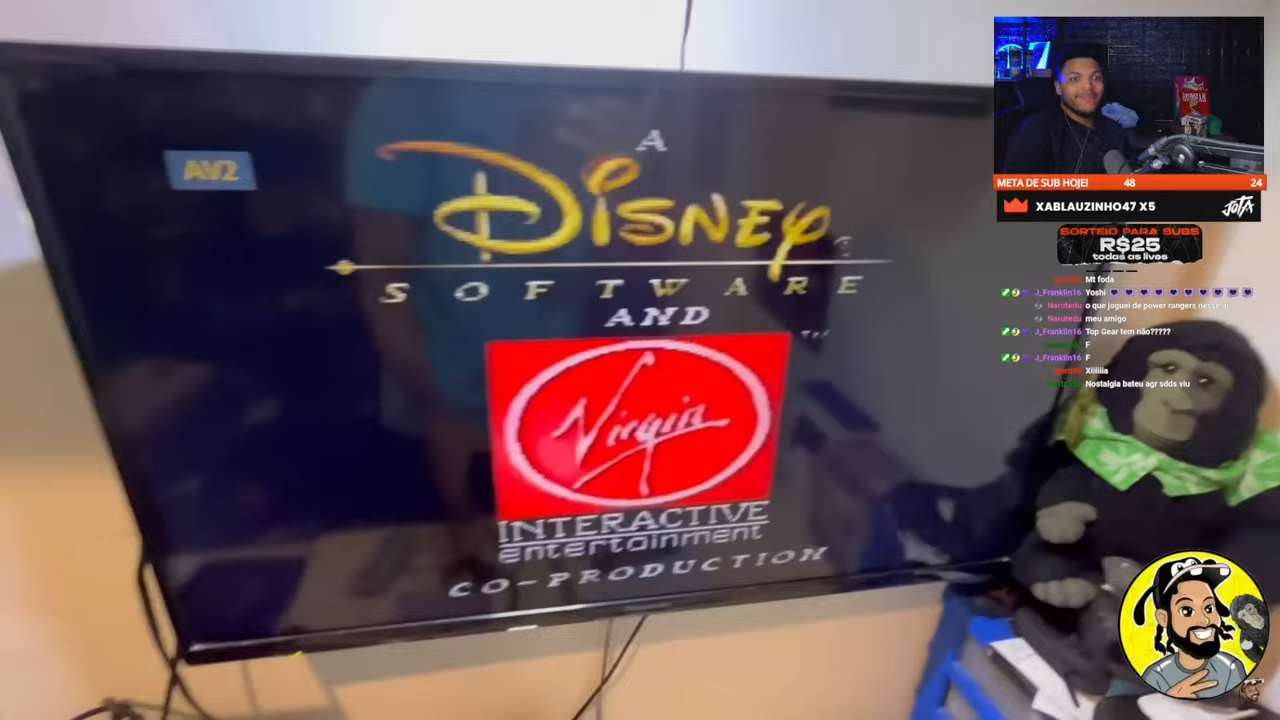 AV2
A
DISNEY
SOFTWARE
AND
Virgin
INTERACTIVE
entertainment
CO-PRODUCTION
META DE SUB HOJE! 48 24
XABLAUZINHO47 X5 JOTA
SORTEIO PARA SUBS
R$25
todas as lives
Mt foda
J_Franklin16 Yoshi
Narutedu o que joguei de power rangers nesse
Narutedu meu amigo
J_Franklin16 Top Gear tem não?????
F
J_Franklin16 F
Xiiiiiia
Nostalgia bateu agr sdds viu